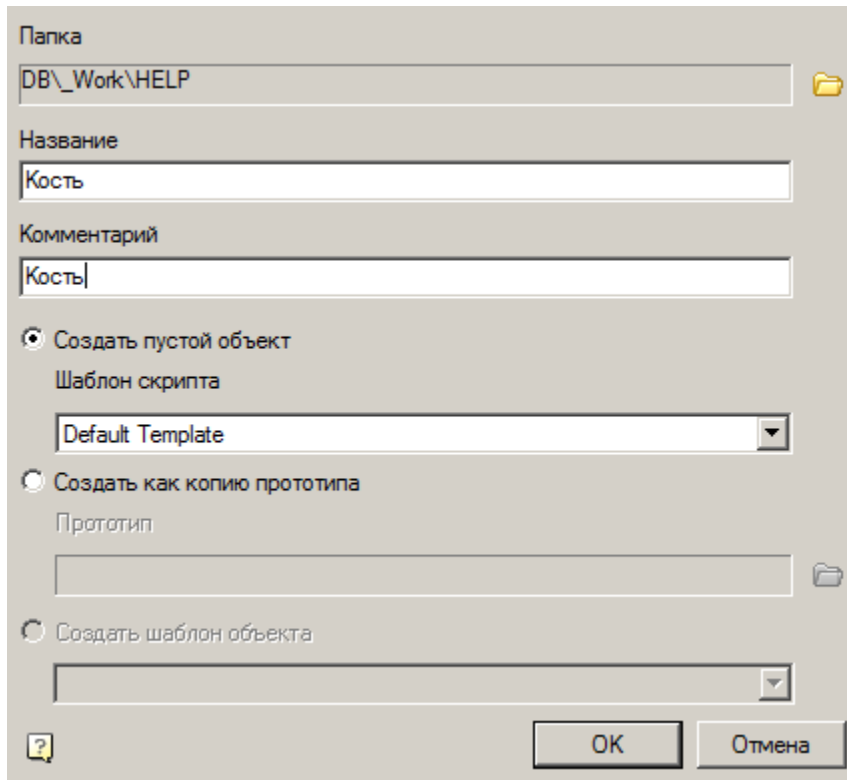 Папка
DB\_Work\HELP
Название
Кость
Комментарий
Кость
Создать пустой объект
Шаблон скрипта
Default Template
Создать как копию прототипа
Прототип
Создать шаблон объекта
?
OK
Отмена